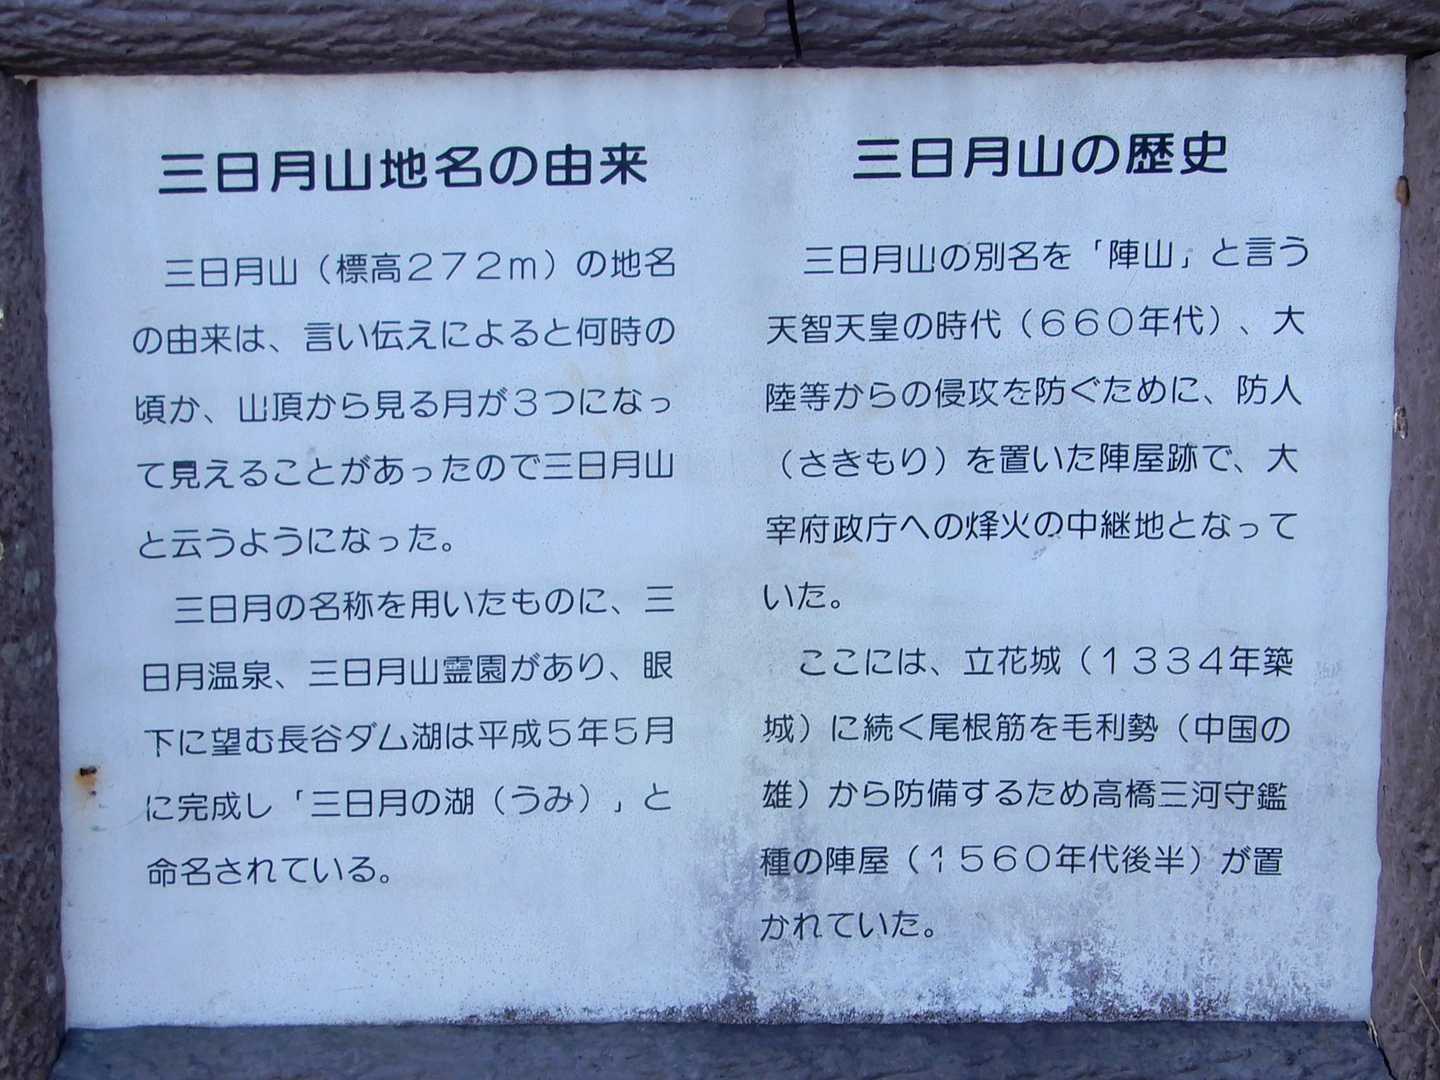 三日月山地名の由来
三日月山（標高２７２ｍ）の地名
の由来は、言い伝えによると何時の
頃か、山頂から見る月が３つになっ
て見えることがあったので三日月山
と云うようになった。
三日月の名称を用いたものに、三
日月温泉、三日月山霊園があり、眼
下に望む長谷ダム湖は平成５年５月
に完成し「三日月の湖（うみ）」と
命名されている。
三日月山の歴史
三日月山の別名を「陣山」と言う
天智天皇の時代（６６０年代）、大
陸等からの侵攻を防ぐために、防人
（さきもり）を置いた陣屋跡で、大
宰府政庁への烽火の中継地となって
いた。
ここには、立花城（１３３４年築
城）に続く尾根筋を毛利勢（中国の
雄）から防備するため高橋三河守鑑
種の陣屋（１５６０年代後半）が置
かれていた。